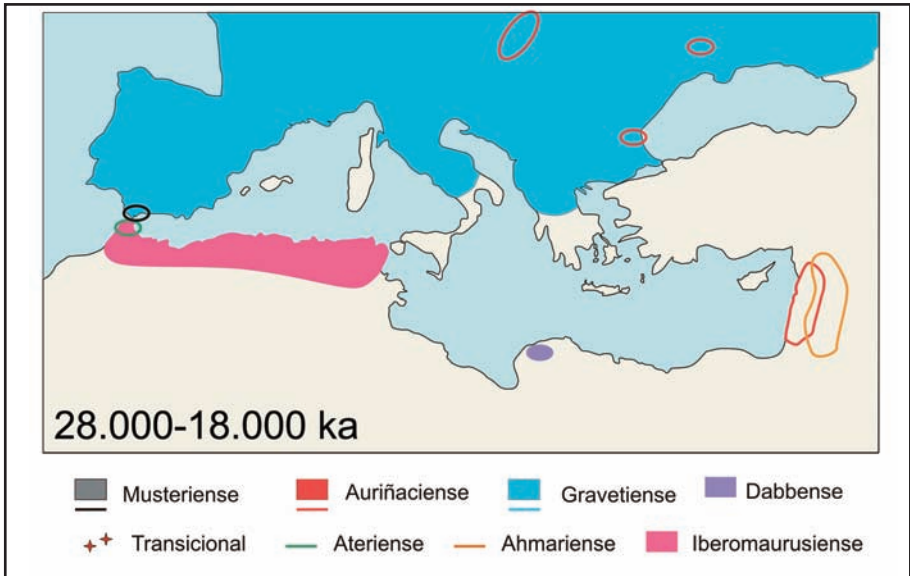 28.000-18.000 ka
Musteriense Auriñaciense Gravetiense Dabbense
Transicional Ateriense Ahmariense Iberomaurusiense